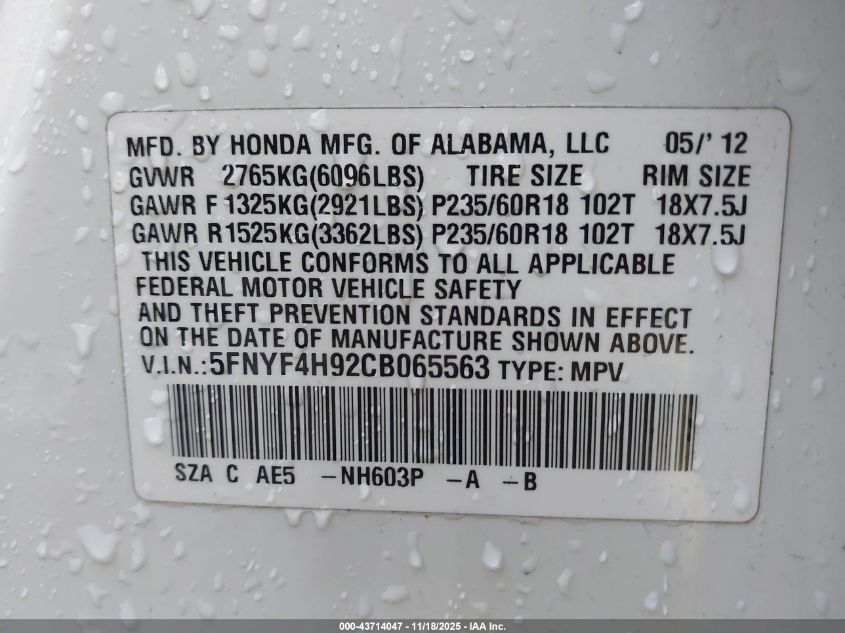 MFD. BY HONDA MFG. OF ALABAMA, LLC 05/' 12
GVWR 2765KG(6096LBS) TIRE SIZE RIM SIZE
GAWR F 1325KG(2921LBS) P235/60R18 102T 18X7.5J
GAWR R1525KG(3362LBS) P235/60R18 102T 18X7.5J
THIS VEHICLE CONFORMS TO ALL APPLICABLE
FEDERAL MOTOR VEHICLE SAFETY
AND THEFT PREVENTION STANDARDS IN EFFECT
ON THE DATE OF MANUFACTURE SHOWN ABOVE.
V.I.N.:5FNYF4H92CB065563 TYPE: MPV
SZA C AE5 -NH603P -A -B
000-43714047 - 11/18/2025 - IAA Inc.